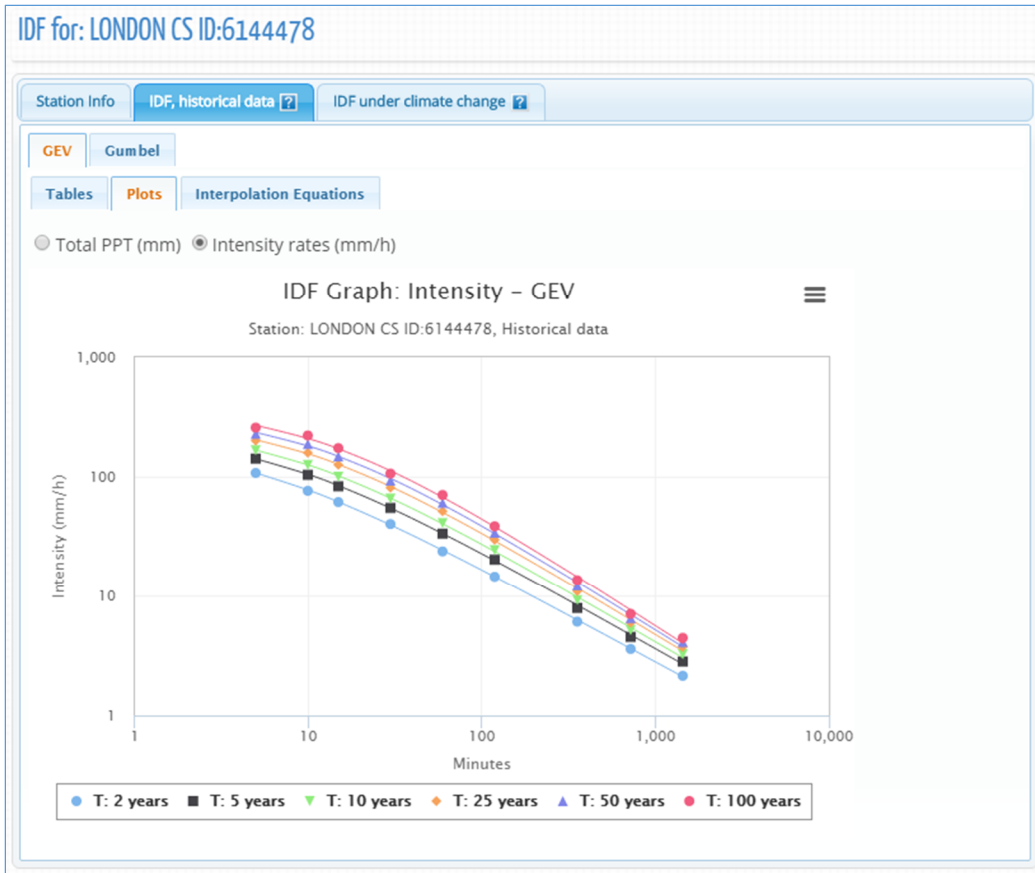 IDF for: LONDON CS ID:6144478
Station Info IDF, historical data ? IDF under climate change ?
GEV Gumbel
Tables Plots Interpolation Equations
Total PPT (mm) Intensity rates (mm/h)
IDF Graph: Intensity – GEV
Station: LONDON CS ID:6144478, Historical data
1,000
100
10
1
Intensity (mm/h)
1 10 100 1,000 10,000
Minutes
T: 2 years T: 5 years T: 10 years T: 25 years T: 50 years T: 100 years